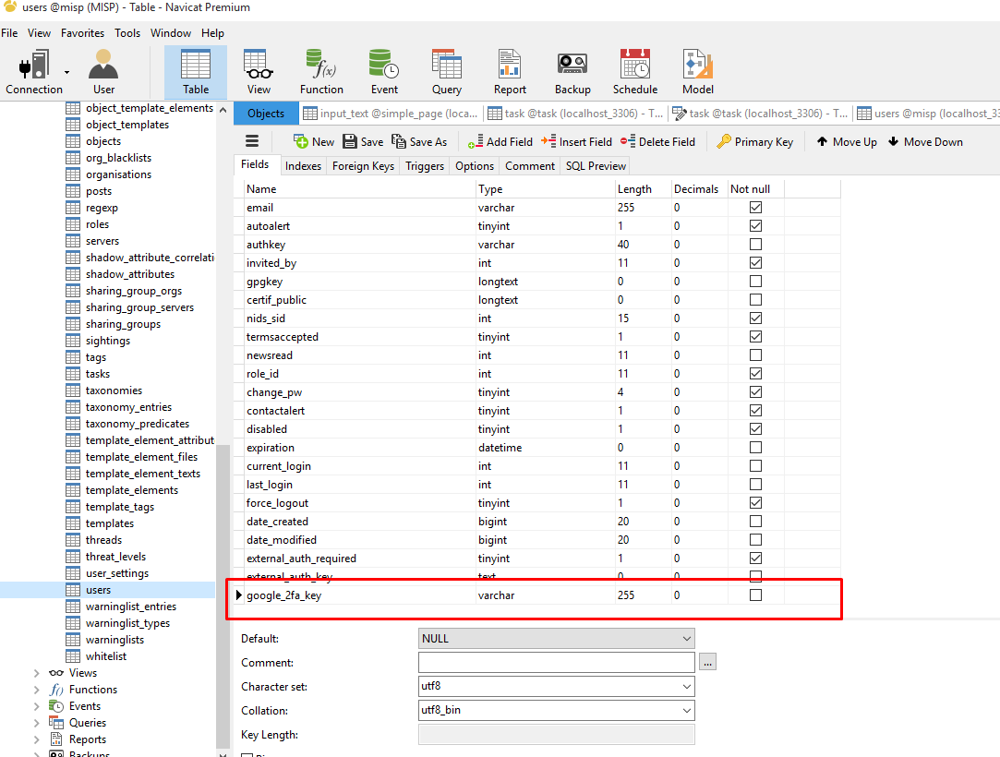 users @misp (MISP) - Table - Navicat Premium
File View Favorites Tools Window Help
Connection User Table View Function Event Query Report Backup Schedule Model
f(x)
Objects input_text @simple_page (loca... task @task (localhost_3306) - T... task @task (localhost_3306) - T... users @misp (localhost_33
New Save Save As Add Field Insert Field Delete Field Primary Key Move Up Move Down
Fields Indexes Foreign Keys Triggers Options Comment SQL Preview
object_template_elements
object_templates
objects
org_blacklists
organisations
posts
regexp
roles
servers
shadow_attribute_correlati
shadow_attributes
sharing_group_orgs
sharing_group_servers
sharing_groups
sightings
tags
tasks
taxonomies
taxonomy_entries
taxonomy_predicates
template_element_attribut
template_element_files
template_element_texts
template_elements
template_tags
templates
threads
threat_levels
user_settings
users
warninglist_entries
warninglist_types
warninglists
whitelist
Views
f() Functions
Events
Queries
Reports
Backups
Name Type Length Decimals Not null
email varchar 255 0
autoalert tinyint 1 0
authkey varchar 40 0
invited_by int 11 0
gpgkey longtext 0 0
certif_public longtext 0 0
nids_sid int 15 0
termsaccepted tinyint 1 0
newsread int 11 0
role_id int 11 0
change_pw tinyint 4 0
contactalert tinyint 1 0
disabled tinyint 1 0
expiration datetime 0 0
current_login int 11 0
last_login int 11 0
force_logout tinyint 1 0
date_created bigint 20 0
date_modified bigint 20 0
external_auth_required tinyint 1 0
external_auth_key text 0 0
google_2fa_key varchar 255 0
Default: NULL
Comment: ...
Character set: utf8
Collation: utf8_bin
Key Length: